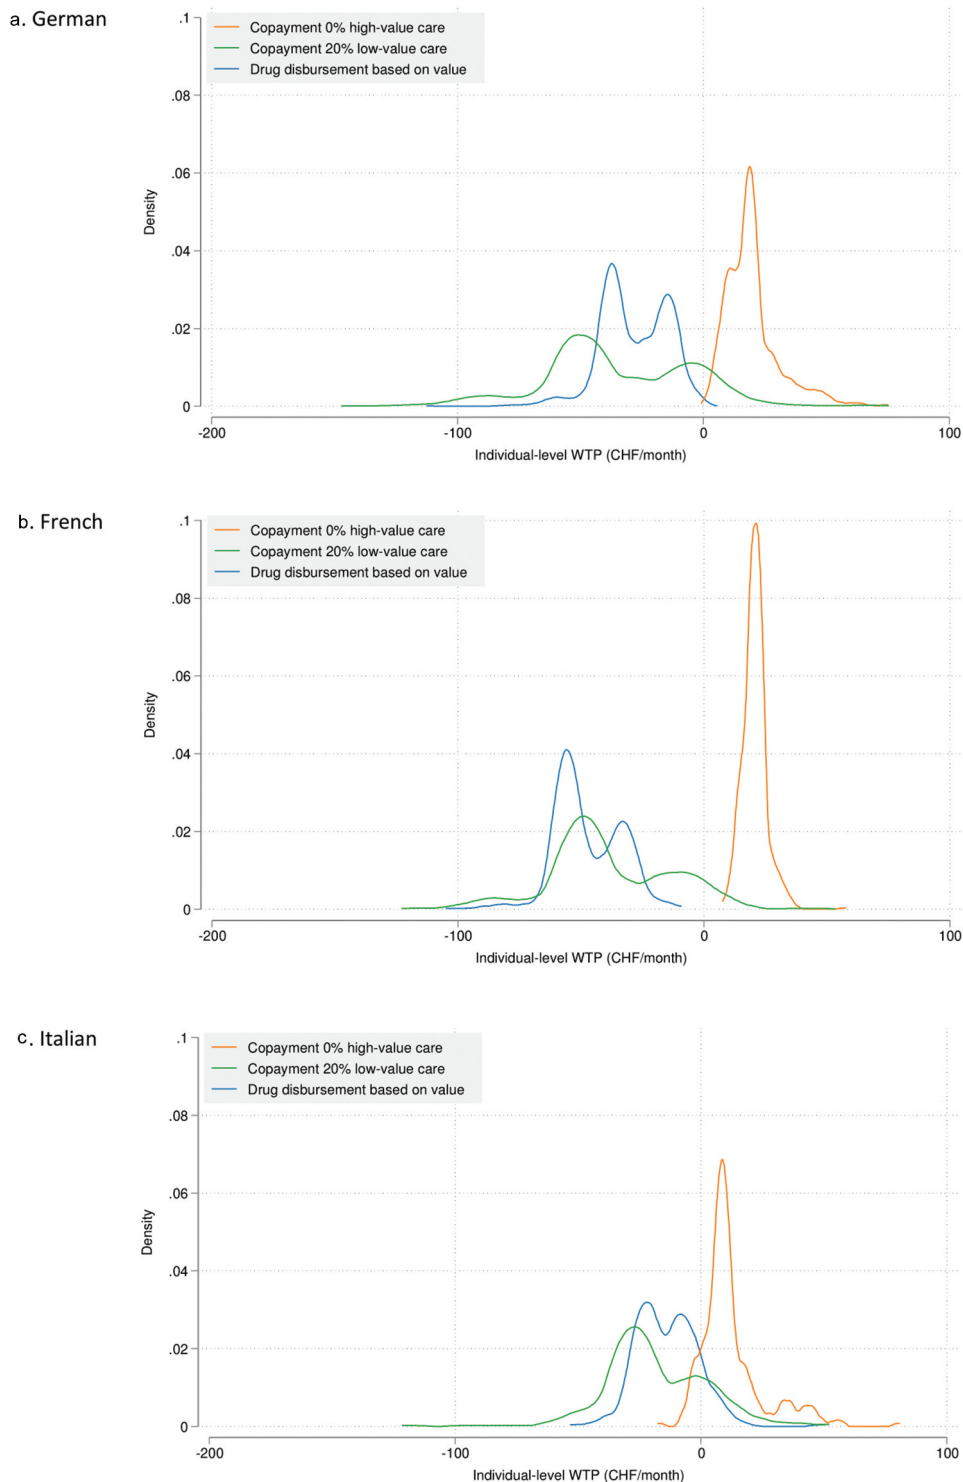 a. German
Copayment 0% high-value care
Copayment 20% low-value care
Drug disbursement based on value
.1
.08
.06
.04
.02
0
Density
-200 -100 0 100
Individual-level WTP (CHF/month)
b. French
Copayment 0% high-value care
Copayment 20% low-value care
Drug disbursement based on value
.1
.08
.06
.04
.02
0
Density
-200 -100 0 100
Individual-level WTP (CHF/month)
c. Italian
Copayment 0% high-value care
Copayment 20% low-value care
Drug disbursement based on value
.1
.08
.06
.04
.02
0
Density
-200 -100 0 100
Individual-level WTP (CHF/month)